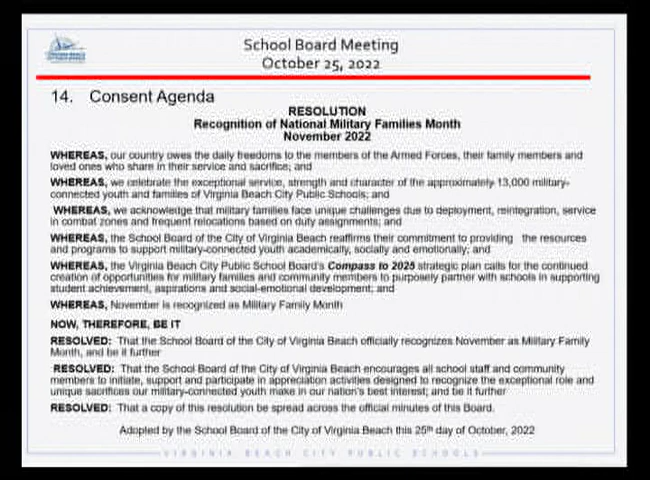 School Board Meeting
October 25, 2022
14. Consent Agenda
RESOLUTION
Recognition of National Military Families Month
November 2022
WHEREAS, our country owes the daily freedoms to the members of the Armed Forces, their family members and
loved ones who share in their service and sacrifice; and
WHEREAS, we celebrate the exceptional service, strength and character of the approximately 13,000 military-
connected youth and families of Virginia Beach City Public Schools; and
WHEREAS, we acknowledge that military families face unique challenges due to deployment, reintegration, service
in combat zones and frequent relocations based on duty assignments; and
WHEREAS, the School Board of the City of Virginia Beach reaffirms their commitment to providing the resources
and programs to support military-connected youth academically, socially and emotionally; and
WHEREAS, the Virginia Beach City Public School Board's Compass to 2025 strategic plan calls for the continued
creation of opportunities for military families and community members to purposely partner with schools in supporting
student achievement, aspirations and social-emotional development; and
WHEREAS, November is recognized as Military Family Month
NOW, THEREFORE, BE IT
RESOLVED: That the School Board of the City of Virginia Beach officially recognizes November as Military Family
Month, and be it further
RESOLVED: That the School Board of the City of Virginia Beach encourages all school staff and community
members to initiate, support and participate in appreciation activities designed to recognize the exceptional role and
unique sacrifices our military-connected youth make in our nation's best interest; and be it further
RESOLVED: That a copy of this resolution be spread across the official minutes of this Board.
Adopted by the School Board of the City of Virginia Beach this 25th day of October, 2022
VIRGINIA BEACH CITY PUBLIC SCHOOLS